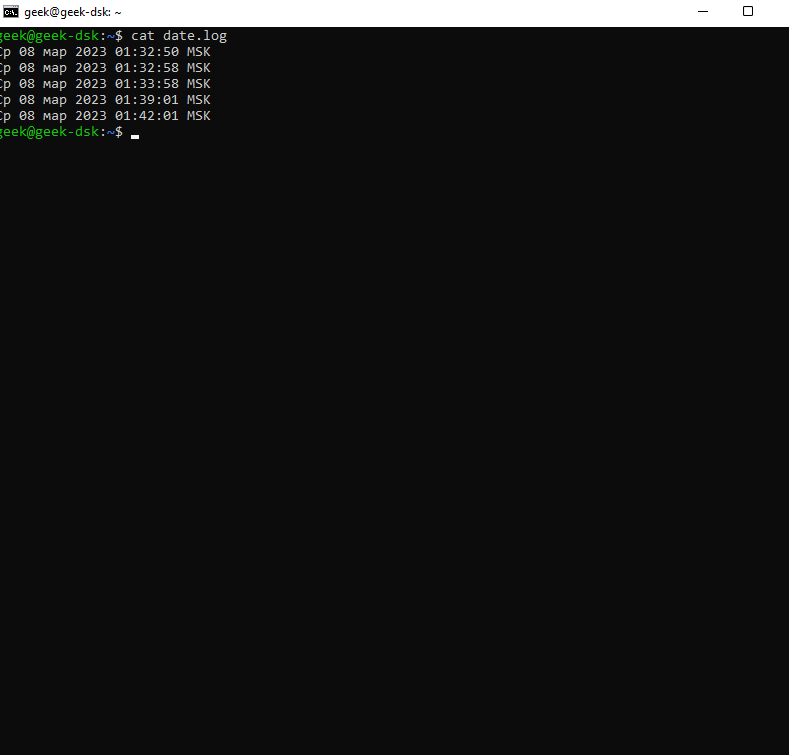 geek@geek-dsk: ~
geek@geek-dsk:~$ cat date.log
Ср 08 мар 2023 01:32:50 MSK
Ср 08 мар 2023 01:32:58 MSK
Ср 08 мар 2023 01:33:58 MSK
Ср 08 мар 2023 01:39:01 MSK
Ср 08 мар 2023 01:42:01 MSK
geek@geek-dsk:~$